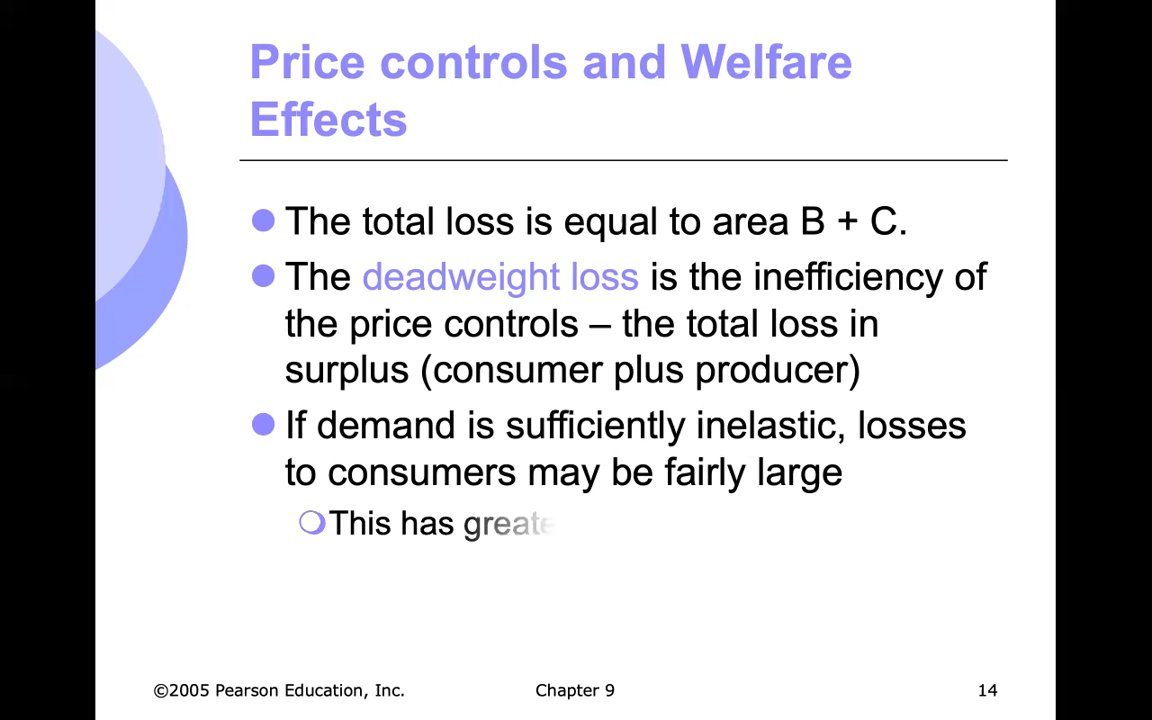 Price controls and Welfare
Effects
The total loss is equal to area B + C.
The deadweight loss is the inefficiency of
the price controls – the total loss in
surplus (consumer plus producer)
If demand is sufficiently inelastic, losses
to consumers may be fairly large
This has
©2005 Pearson Education, Inc. Chapter 9 14